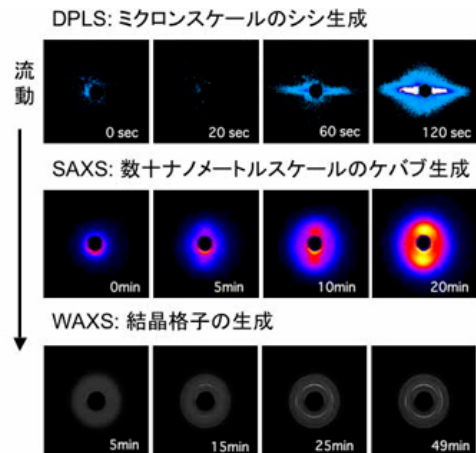 DPLS: ミクロンスケールのシシ生成
流動
0 sec
20 sec
60 sec
120 sec
SAXS: 数十ナノメートルスケールのケバブ生成
0min
5min
10min
20min
WAXS: 結晶格子の生成
5min
15min
25min
49min